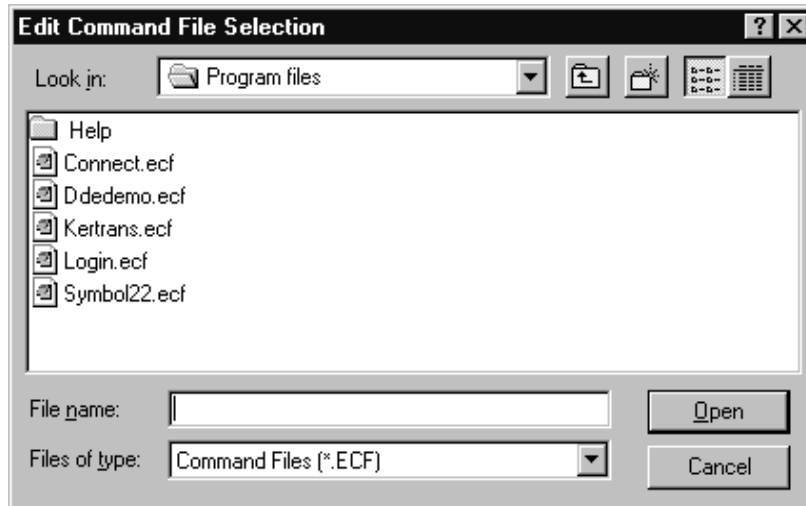 Edit Command File Selection
Look in:
Program files
Help
Connect.ecf
Ddedemo.ecf
Kertrans.ecf
Login.ecf
Symbol22.ecf
File name:
Open
Files of type:
Command Files (*.ECF)
Cancel